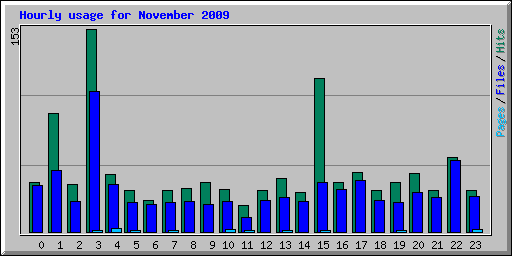 Hourly usage for November 2009
153
Pages / Files / Hits
0 1 2 3 4 5 6 7 8 9 10 11 12 13 14 15 16 17 18 19 20 21 22 23